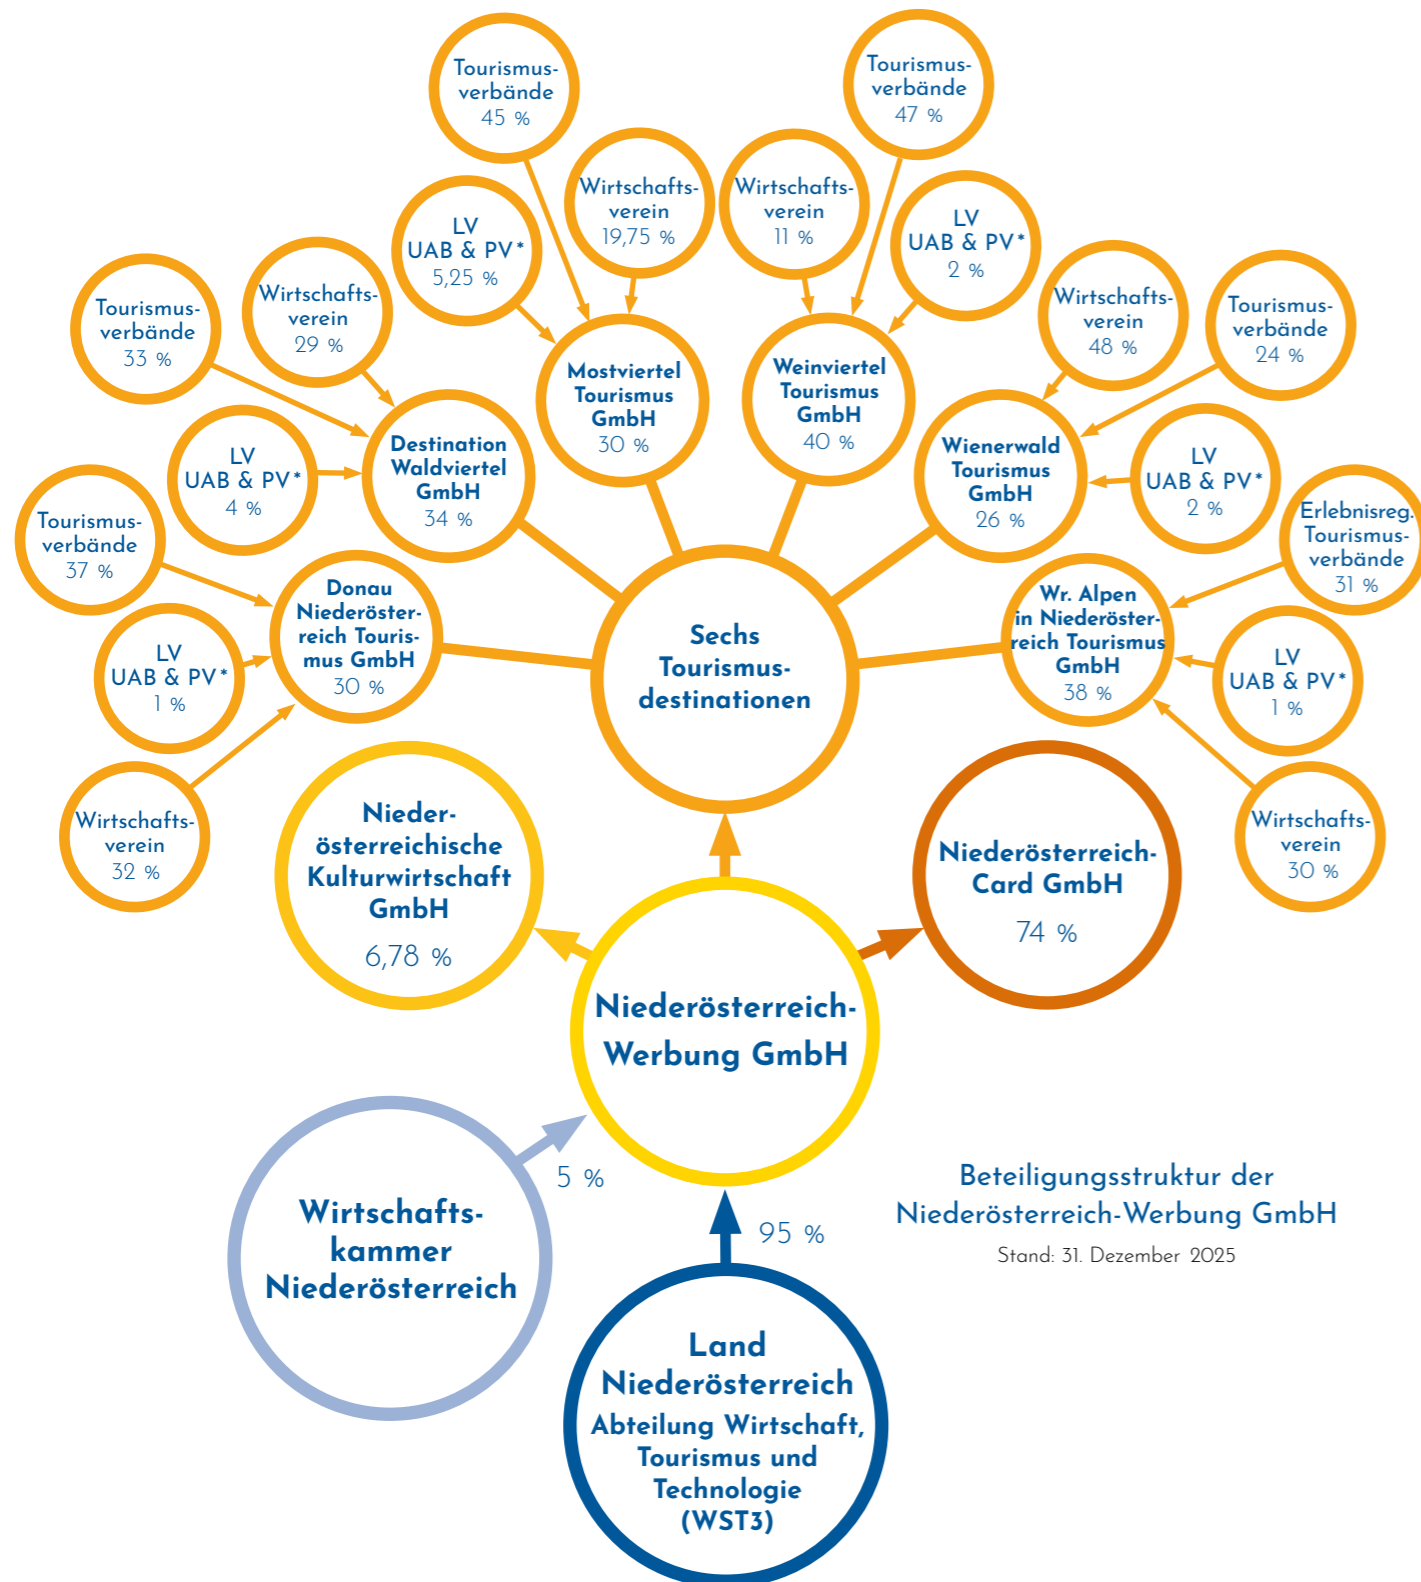 Tourismus-
verbände
45 %
Tourismus-
verbände
47 %
Wirtschafts-
verein
19,75 %
Wirtschafts-
verein
11 %
LV
UAB & PV*
5,25 %
LV
UAB & PV*
2 %
Tourismus-
verbände
33 %
Wirtschafts-
verein
29 %
Wirtschafts-
verein
48 %
Tourismus-
verbände
24 %
Mostviertel
Tourismus
GmbH
30 %
Weinviertel
Tourismus
GmbH
40 %
LV
UAB & PV*
4 %
Destination
Waldviertel
GmbH
34 %
Wienerwald
Tourismus
GmbH
26 %
LV
UAB & PV*
2 %
Tourismus-
verbände
37 %
Erlebnisreg.
Tourismus-
verbände
31 %
Donau
Niederöster-
reich Touris-
mus GmbH
30 %
Sechs
Tourismus-
destinationen
Wr. Alpen
in Niederöster-
reich Tourismus
GmbH
38 %
LV
UAB & PV*
1 %
LV
UAB & PV*
1 %
Wirtschafts-
verein
32 %
Wirtschafts-
verein
30 %
Nieder-
österreichische
Kulturwirtschaft
GmbH
6,78 %
Niederösterreich-
Card GmbH
74 %
Niederösterreich-
Werbung GmbH
5 %
Wirtschafts-
kammer
Niederösterreich
95 %
Beteiligungsstruktur der
Niederösterreich-Werbung GmbH
Stand: 31. Dezember 2025
Land
Niederösterreich
Abteilung Wirtschaft,
Tourismus und
Technologie
(WST3)